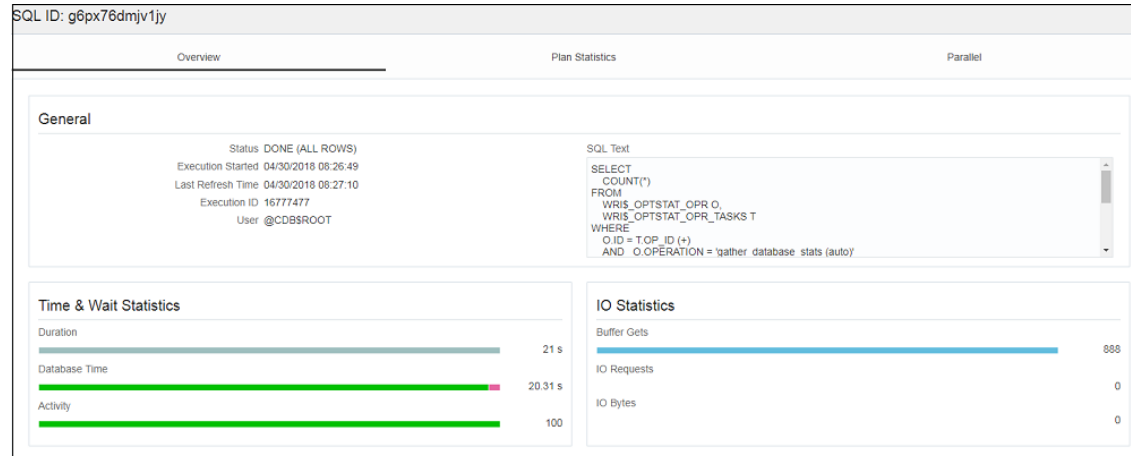 SQL ID: g6px76dmjv1jy
Overview
Plan Statistics
Parallel
General
Status DONE (ALL ROWS)
Execution Started 04/30/2018 08:26:49
Last Refresh Time 04/30/2018 08:27:10
Execution ID 16777477
User @CDB$ROOT
SQL Text
SELECT
COUNT(*)
FROM
WRI$_OPTSTAT_OPR O,
WRI$_OPTSTAT_OPR_TASKS T
WHERE
O.ID = T.OP_ID (+)
AND O.OPERATION = 'gather_database_stats (auto)'
Time & Wait Statistics
Duration
21 s
Database Time
20.31 s
Activity
100
IO Statistics
Buffer Gets
888
IO Requests
0
IO Bytes
0